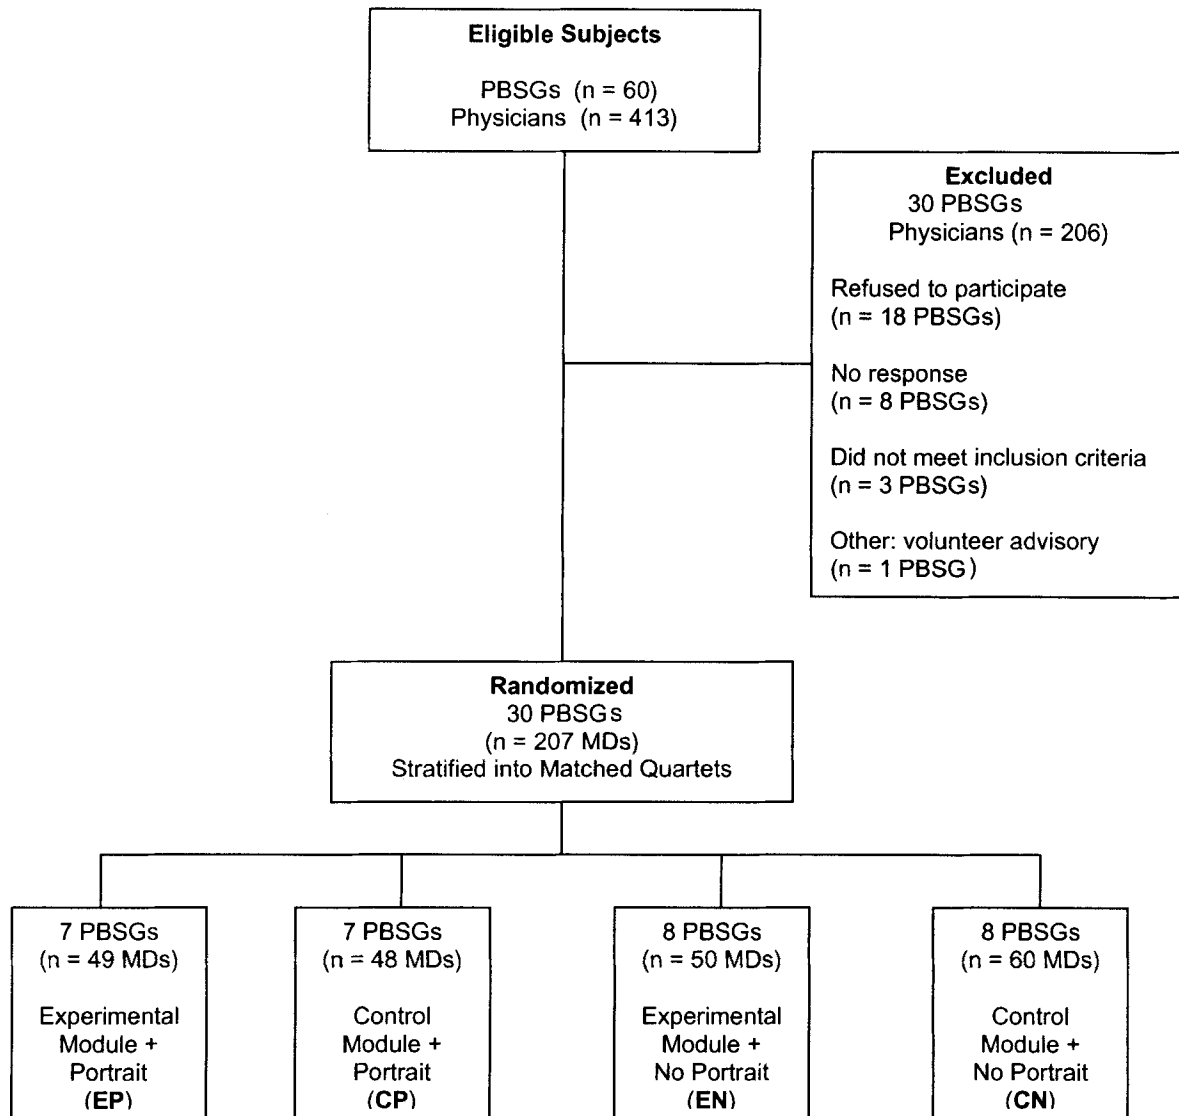 Eligible Subjects
PBSGs (n = 60)
Physicians (n = 413)
Excluded
30 PBSGs
Physicians (n = 206)
Refused to participate
(n = 18 PBSGs)
No response
(n = 8 PBSGs)
Did not meet inclusion criteria
(n = 3 PBSGs)
Other: volunteer advisory
(n = 1 PBSG)
Randomized
30 PBSGs
(n = 207 MDs)
Stratified into Matched Quartets
7 PBSGs
(n = 49 MDs)
Experimental
Module +
Portrait
(EP)
7 PBSGs
(n = 48 MDs)
Control
Module +
Portrait
(CP)
8 PBSGs
(n = 50 MDs)
Experimental
Module +
No Portrait
(EN)
8 PBSGs
(n = 60 MDs)
Control
Module +
No Portrait
(CN)